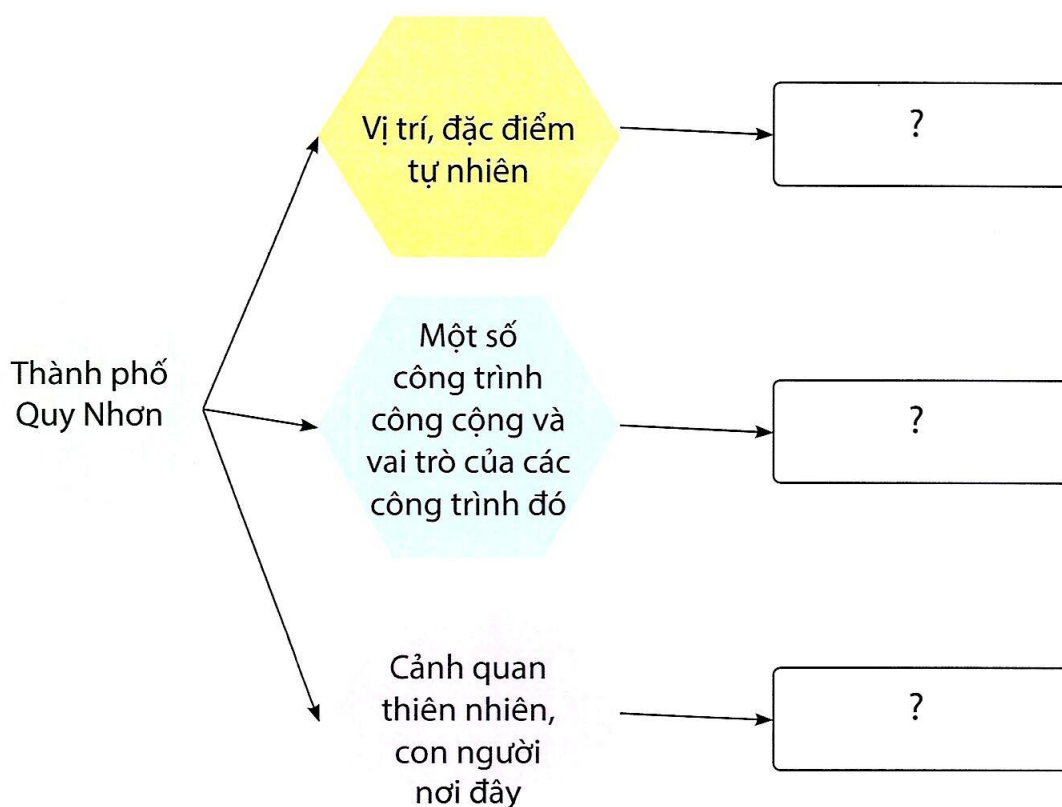 Thành phố
Quy Nhơn
Vị trí, đặc điểm
tự nhiên
?
Một số
công trình
công cộng và
vai trò của các
công trình đó
?
Cảnh quan
thiên nhiên,
con người
nơi đây
?